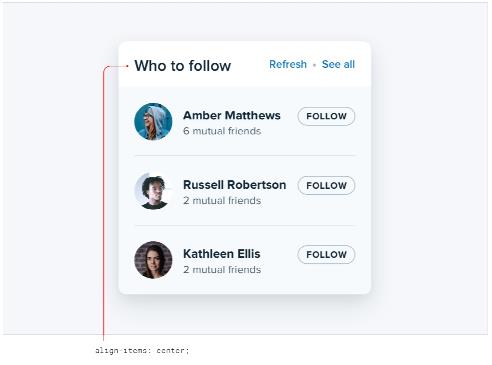 Who to follow
Refresh • See all
Amber Matthews
FOLLOW
6 mutual friends
Russell Robertson
FOLLOW
2 mutual friends
Kathleen Ellis
FOLLOW
2 mutual friends
align-items: center;